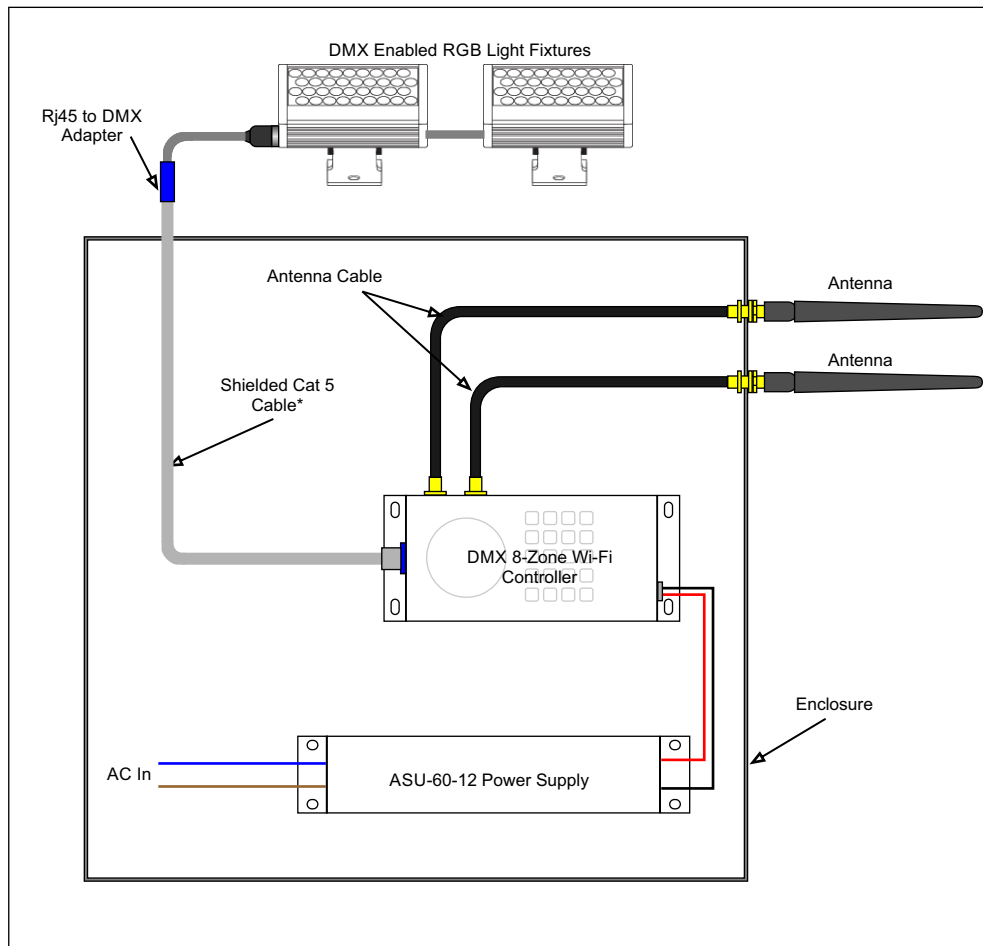 DMX Enabled RGB Light Fixtures
Rj45 to DMX
Adapter
Antenna Cable
Antenna
Antenna
Shielded Cat 5
Cable*
DMX 8-Zone Wi-Fi
Controller
Enclosure
AC In
ASU-60-12 Power Supply